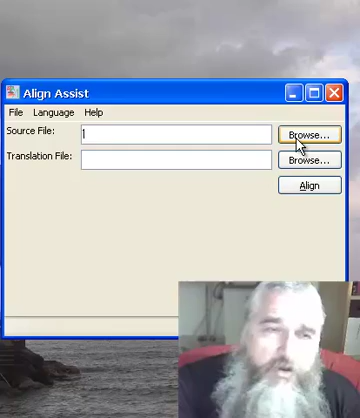 Align Assist
File Language Help
Source File: Browse...
Translation File: Browse...
Align